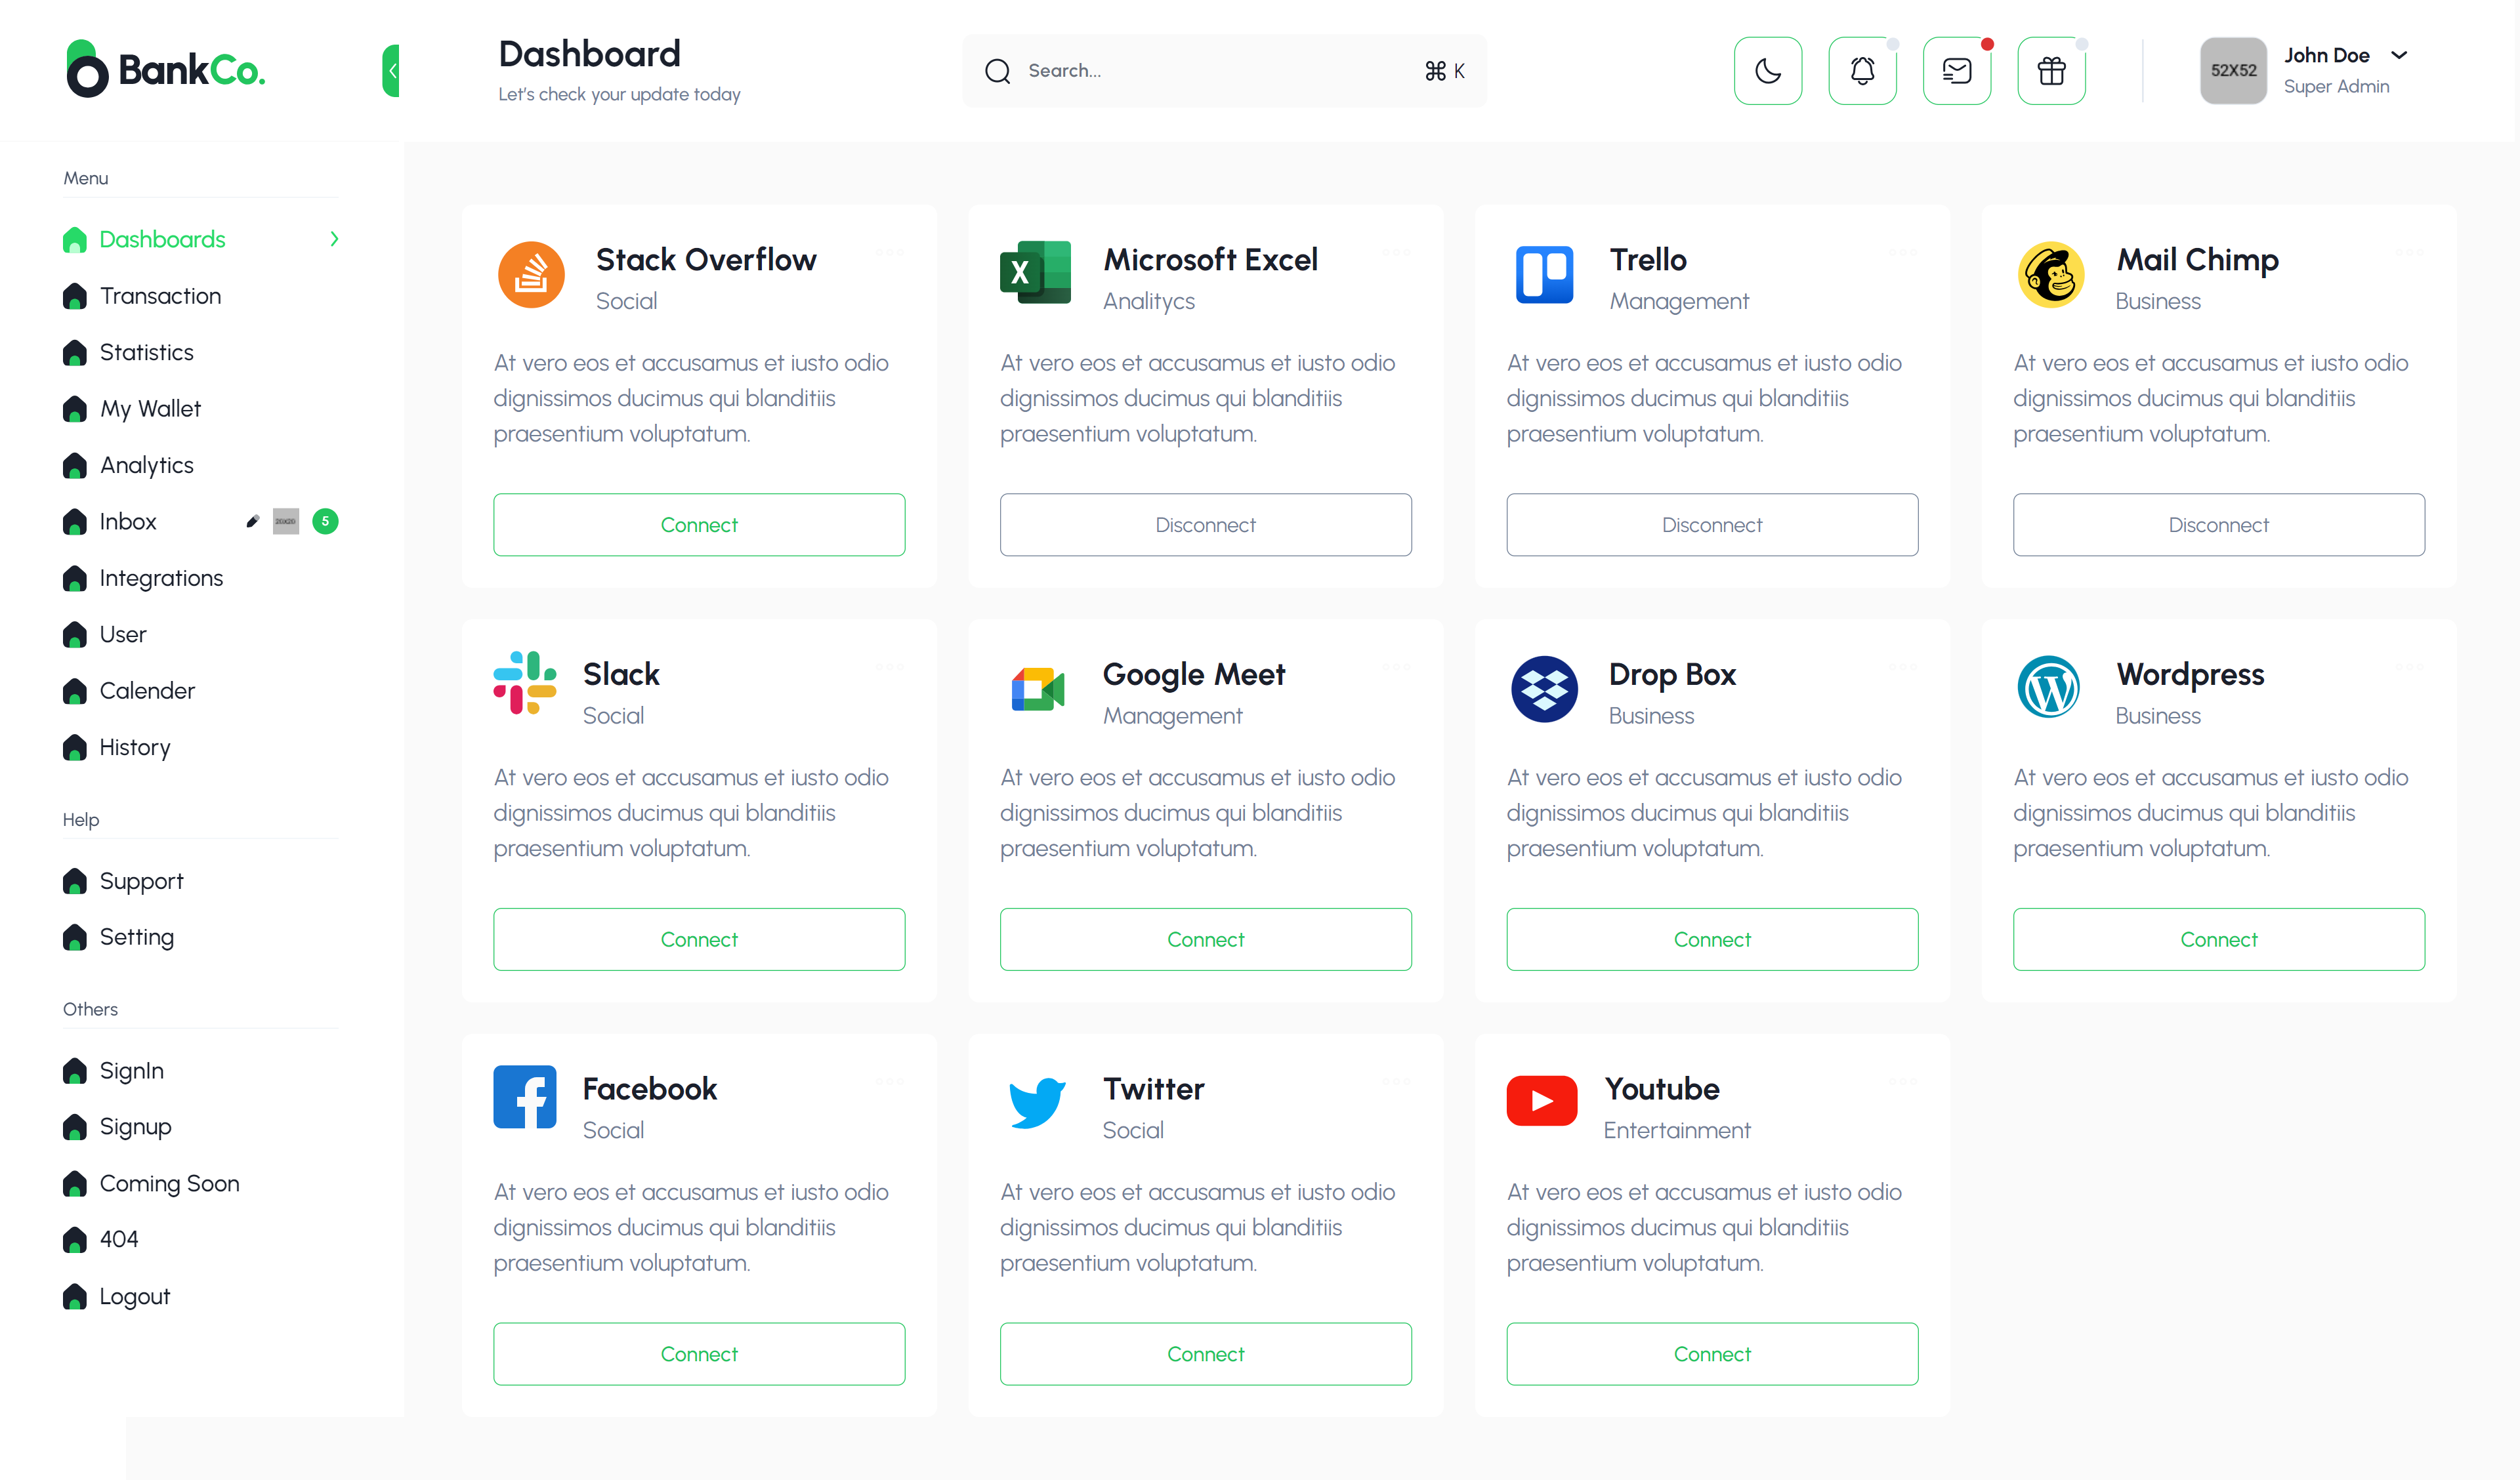 BankCo.
Dashboard
Let's check your update today
Search...
⌘ K
52X52
John Doe
Super Admin
Menu
Dashboards
Transaction
Statistics
My Wallet
Analytics
Inbox
20X20
5
Integrations
User
Calender
History
Help
Support
Setting
Others
SignIn
Signup
Coming Soon
404
Logout
Stack Overflow
Social
At vero eos et accusamus et iusto odio
dignissimos ducimus qui blanditiis
praesentium voluptatum.
Connect
Microsoft Excel
Analitycs
At vero eos et accusamus et iusto odio
dignissimos ducimus qui blanditiis
praesentium voluptatum.
Disconnect
Trello
Management
At vero eos et accusamus et iusto odio
dignissimos ducimus qui blanditiis
praesentium voluptatum.
Disconnect
Mail Chimp
Business
At vero eos et accusamus et iusto odio
dignissimos ducimus qui blanditiis
praesentium voluptatum.
Disconnect
Slack
Social
At vero eos et accusamus et iusto odio
dignissimos ducimus qui blanditiis
praesentium voluptatum.
Connect
Google Meet
Management
At vero eos et accusamus et iusto odio
dignissimos ducimus qui blanditiis
praesentium voluptatum.
Connect
Drop Box
Business
At vero eos et accusamus et iusto odio
dignissimos ducimus qui blanditiis
praesentium voluptatum.
Connect
Wordpress
Business
At vero eos et accusamus et iusto odio
dignissimos ducimus qui blanditiis
praesentium voluptatum.
Connect
Facebook
Social
At vero eos et accusamus et iusto odio
dignissimos ducimus qui blanditiis
praesentium voluptatum.
Connect
Twitter
Social
At vero eos et accusamus et iusto odio
dignissimos ducimus qui blanditiis
praesentium voluptatum.
Connect
Youtube
Entertainment
At vero eos et accusamus et iusto odio
dignissimos ducimus qui blanditiis
praesentium voluptatum.
Connect